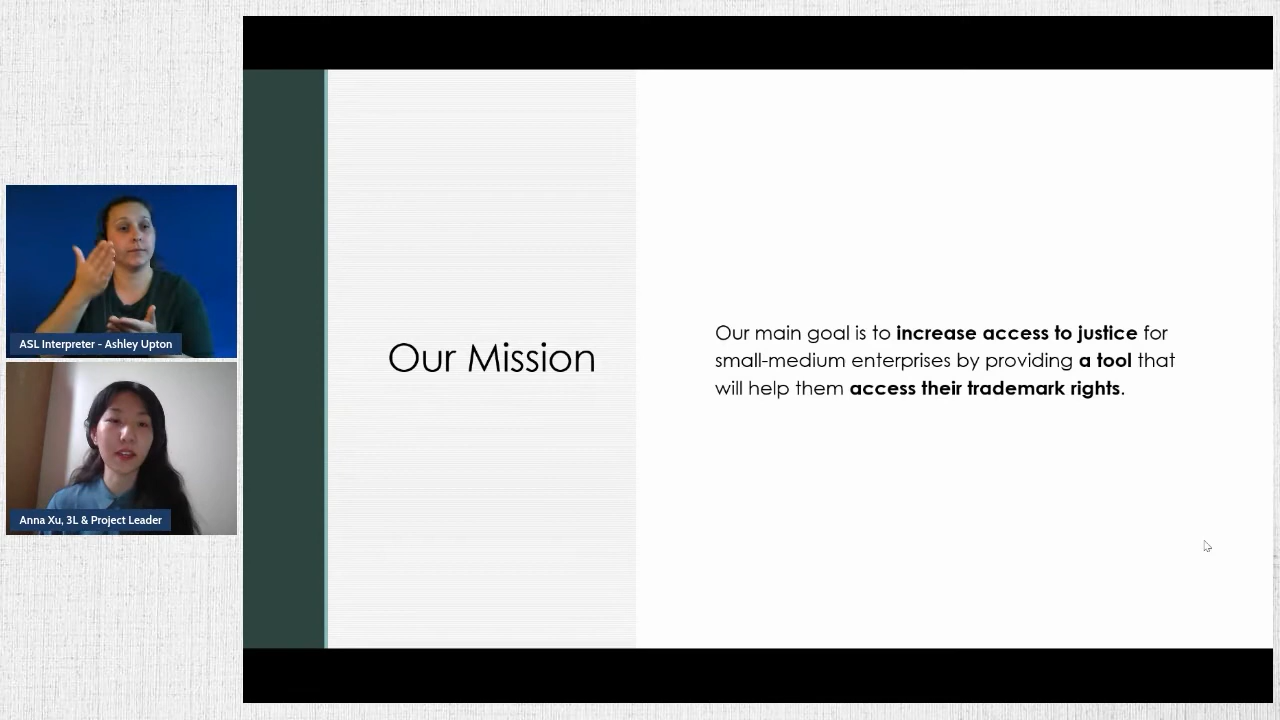 ASL Interpreter - Ashley Upton
Anna Xu, 3L & Project Leader
Our Mission
Our main goal is to increase access to justice for
small-medium enterprises by providing a tool that
will help them access their trademark rights.